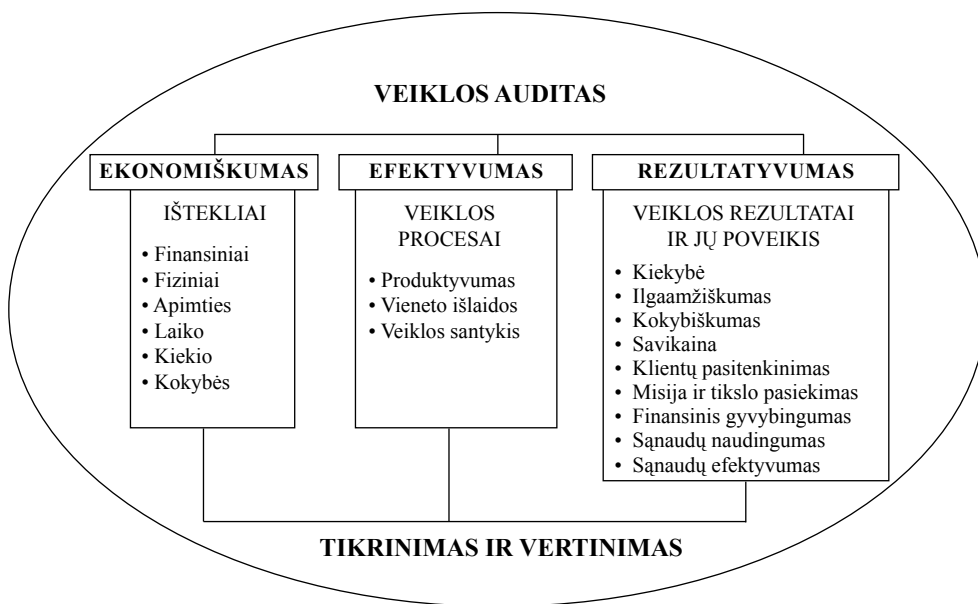 VEIKLOS AUDITAS
EKONOMIŠKUMAS
IŠTEKLIAI
• Finansiniai
• Fiziniai
• Apimties
• Laiko
• Kiekio
• Kokybės
EFEKTYVUMAS
VEIKLOS
PROCESAI
• Produktyvumas
• Vieneto išlaidos
• Veiklos santykis
REZULTATYVUMAS
VEIKLOS REZULTATAI
IR JŲ POVEIKIS
• Kiekybė
• Ilgaamžiškumas
• Kokybiškumas
• Savikaina
• Klientų pasitenkinimas
• Misija ir tikslo pasiekimas
• Finansinis gyvybingumas
• Sąnaudų naudingumas
• Sąnaudų efektyvumas
TIKRINIMAS IR VERTINIMAS